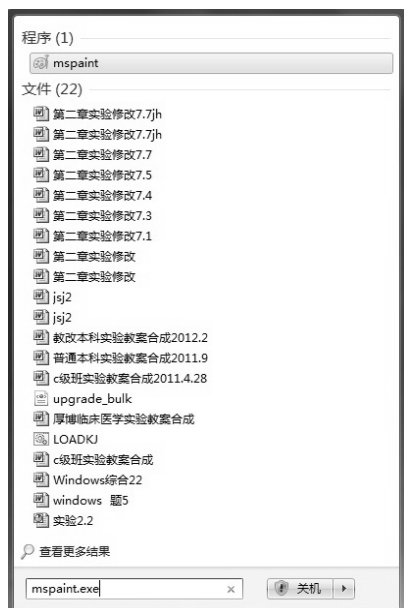 程序 (1)
mspaint
文件 (22)
第二章实验修改7.7jh
第二章实验修改7.7jh
第二章实验修改7.7
第二章实验修改7.5
第二章实验修改7.4
第二章实验修改7.3
第二章实验修改7.1
第二章实验修改
第二章实验修改
jsj2
jsj2
教改本科实验教案合成2012.2
普通本科实验教案合成2011.9
c级班实验教案合成2011.4.28
upgrade_bulk
厚博临床医学实验教案合成
LOADKJ
c级班实验教案合成
Windows综合22
windows 题5
实验2.2
查看更多结果
mspaint.exe × 关机